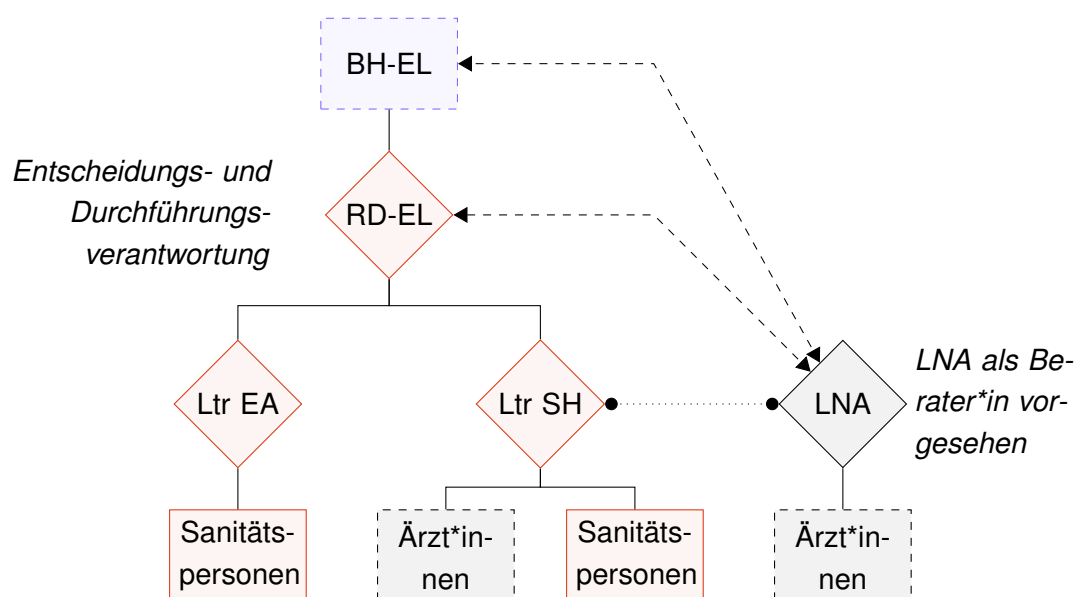 BH-EL
Entscheidungs- und
Durchführungs-
verantwortung
RD-EL
Ltr EA
Ltr SH
LNA
LNA als Be-
rater*in vor-
gesehen
Sanitäts-
personen
Ärzt*in-
nen
Sanitäts-
personen
Ärzt*in-
nen